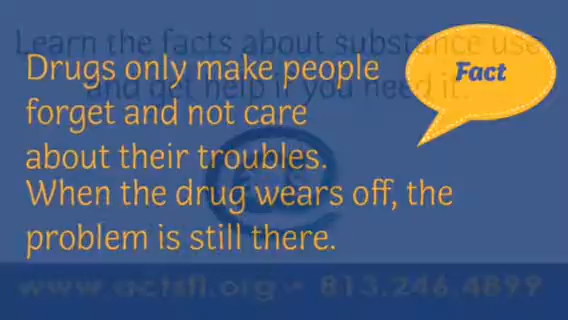 Learn the facts about substance use
and get help if you need it.
Drugs only make people
forget and not care
about their troubles.
When the drug wears off, the
problem is still there.
Fact
www.actsfl.org - 813.246.4899